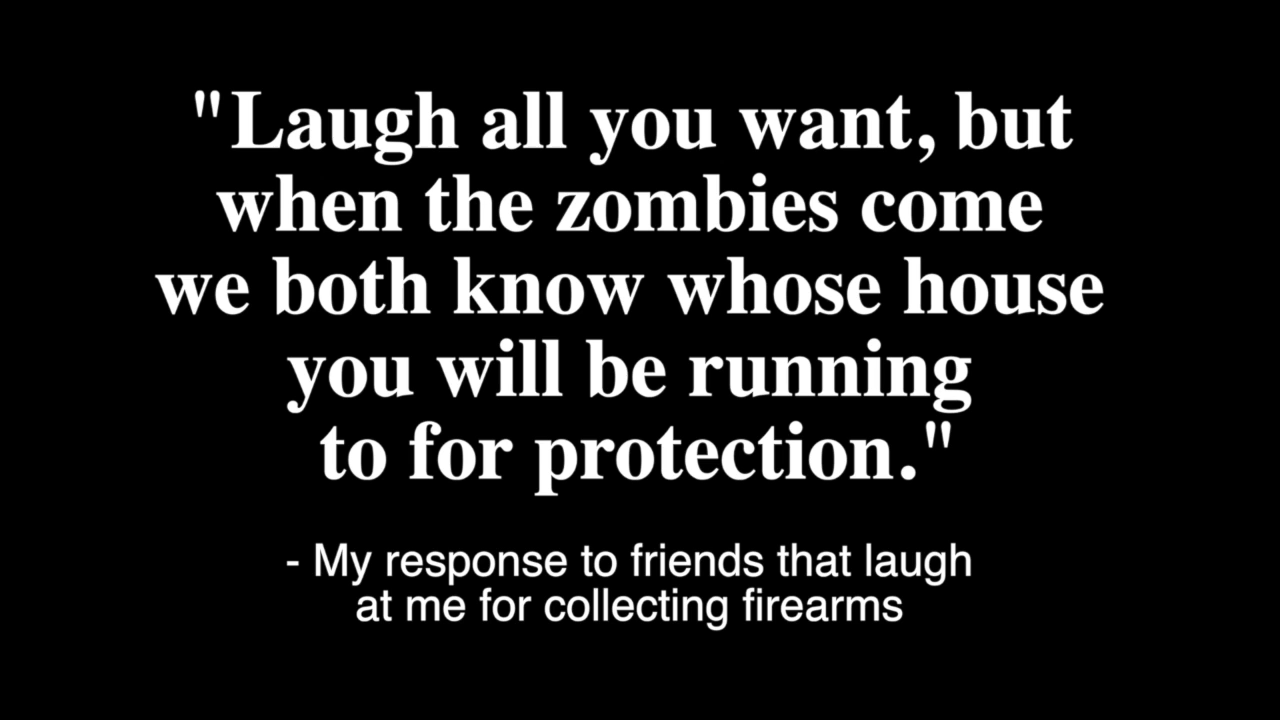 "Laugh all you want, but
when the zombies come
we both know whose house
you will be running
to for protection."
- My response to friends that laugh
at me for collecting firearms